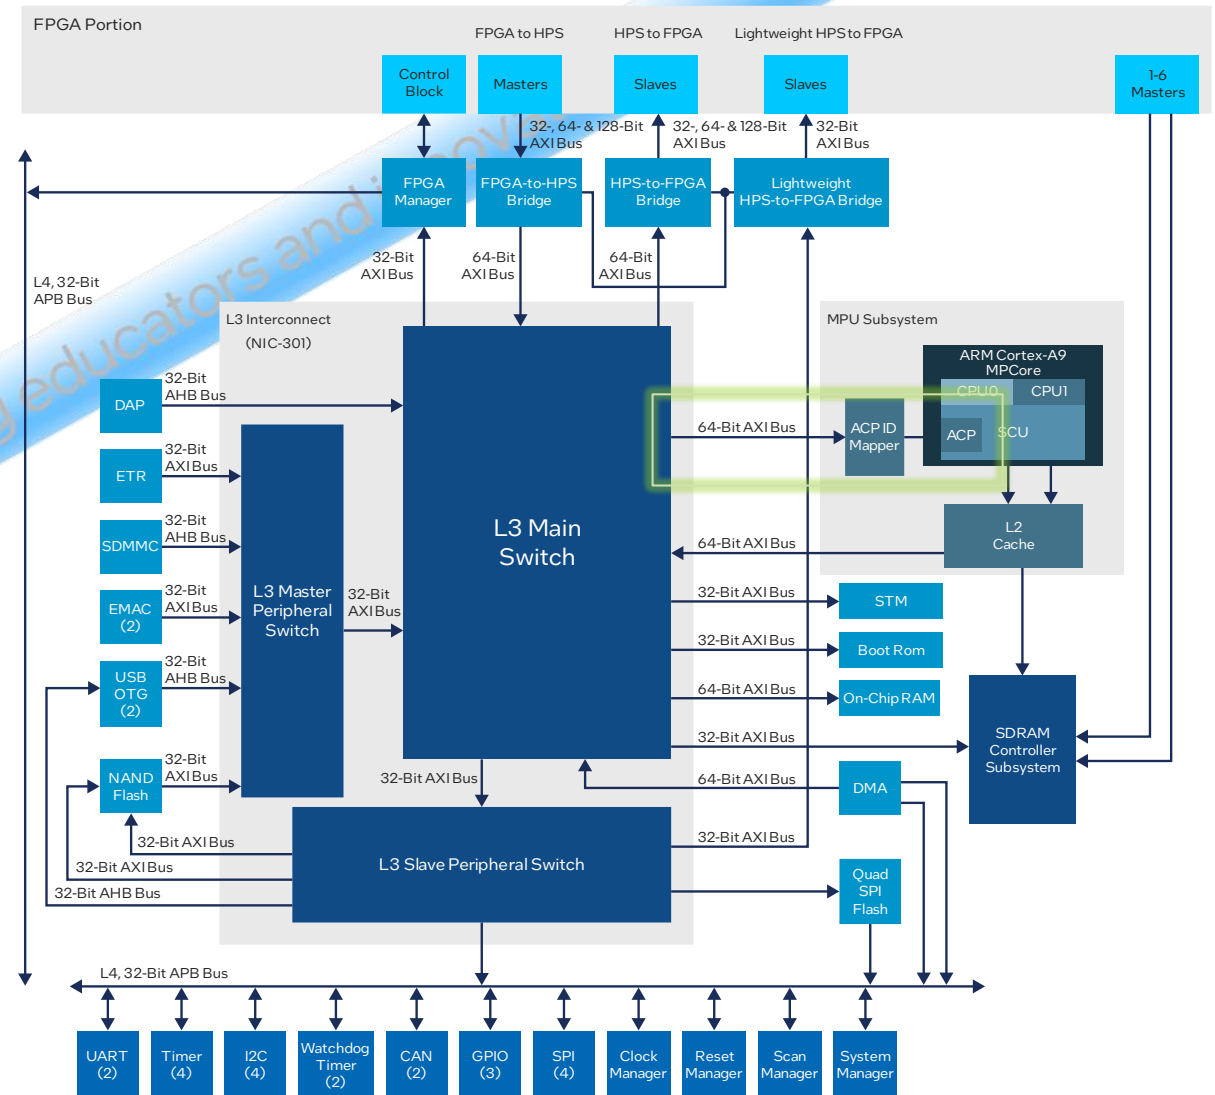 FPGA Portion
FPGA to HPS
HPS to FPGA
Lightweight HPS to FPGA
Control
Block
Masters
Slaves
Slaves
1-6
Masters
32-, 64- & 128-Bit
AXI Bus
32-, 64- & 128-Bit
AXI Bus
32-Bit
AXI Bus
FPGA
Manager
FPGA-to-HPS
Bridge
HPS-to-FPGA
Bridge
Lightweight
HPS-to-FPGA Bridge
32-Bit
AXI Bus
64-Bit
AXI Bus
64-Bit
AXI Bus
L4, 32-Bit
APB Bus
educators and
L3 Interconnect
(NIC-301)
MPU Subsystem
ARM Cortex-A9
MPCore
CPU0
CPU1
ACP
SCU
ACP ID
Mapper
64-Bit AXI Bus
DAP
32-Bit
AHB Bus
ETR
32-Bit
AXI Bus
SDMMC
32-Bit
AHB Bus
EMAC
(2)
32-Bit
AXI Bus
USB
OTG
(2)
32-Bit
AHB Bus
NAND
Flash
32-Bit
AXI Bus
L3 Master
Peripheral
Switch
32-Bit
AXI Bus
L3 Main
Switch
L2
Cache
64-Bit AXI Bus
32-Bit AXI Bus
STM
32-Bit AXI Bus
Boot Rom
64-Bit AXI Bus
On-Chip RAM
32-Bit AXI Bus
SDRAM
Controller
Subsystem
64-Bit AXI Bus
DMA
32-Bit AXI Bus
32-Bit AXI Bus
32-Bit AXI Bus
32-Bit AXI Bus
32-Bit AHB Bus
L3 Slave Peripheral Switch
Quad
SPI
Flash
L4, 32-Bit APB Bus
UART
(2)
Timer
(4)
I2C
(4)
Watchdog
Timer
(2)
CAN
(2)
GPIO
(3)
SPI
(4)
Clock
Manager
Reset
Manager
Scan
Manager
System
Manager